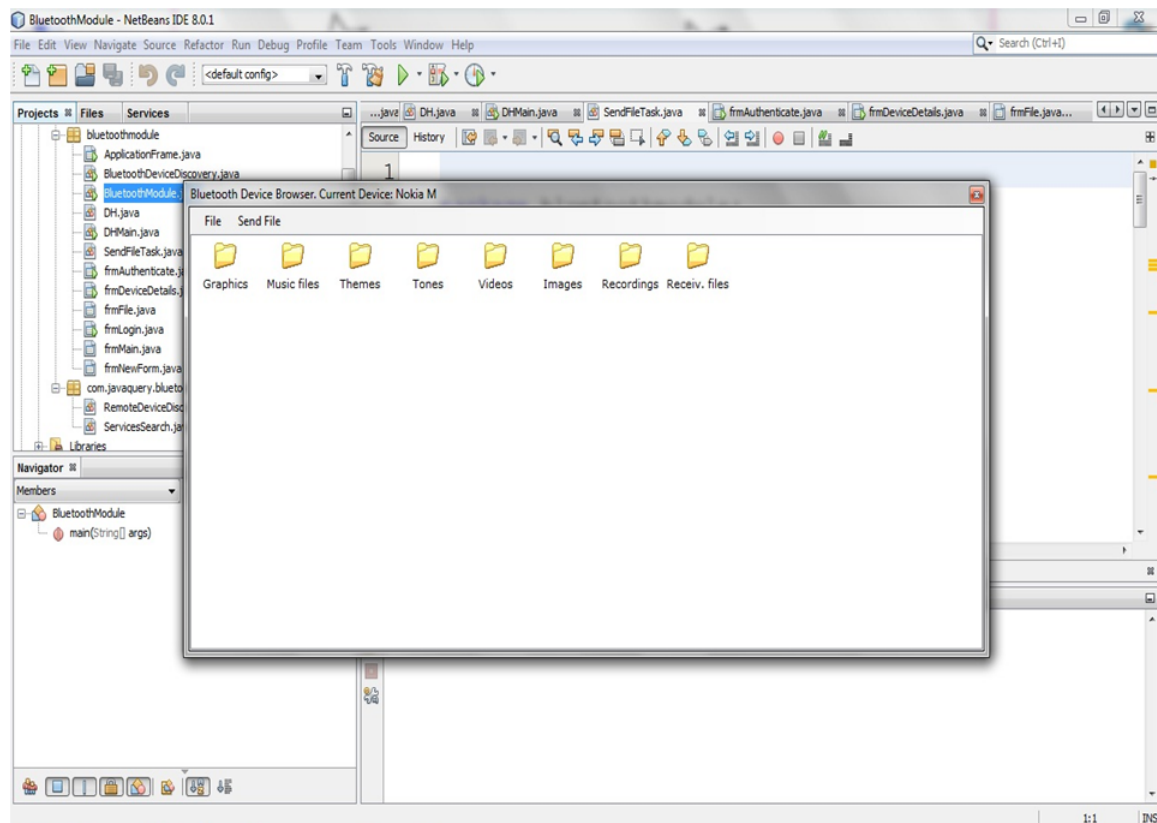 BluetoothModule - NetBeans IDE 8.0.1
File Edit View Navigate Source Refactor Run Debug Profile Team Tools Window Help
Search (Ctrl+I)
<default config>
Projects Files Services
...java DH.java DHMain.java SendFileTask.java frmAuthenticate.java frmDeviceDetails.java frmFile.java...
Source History
bluetoothmodule
ApplicationFrame.java
BluetoothDeviceDiscovery.java
BluetoothModule.j
DH.java
DHMain.java
SendFileTask.java
frmAuthenticate.ja
frmDeviceDetails.j
frmFile.java
frmLogin.java
frmMain.java
frmNewForm.java
com.javaquery.blueto
RemoteDeviceDisc
ServicesSearch.ja
Libraries
1
Bluetooth Device Browser. Current Device: Nokia M
File Send File
Graphics Music files Themes Tones Videos Images Recordings Receiv. files
Navigator
Members
BluetoothModule
main(String[] args)
1:1 INS